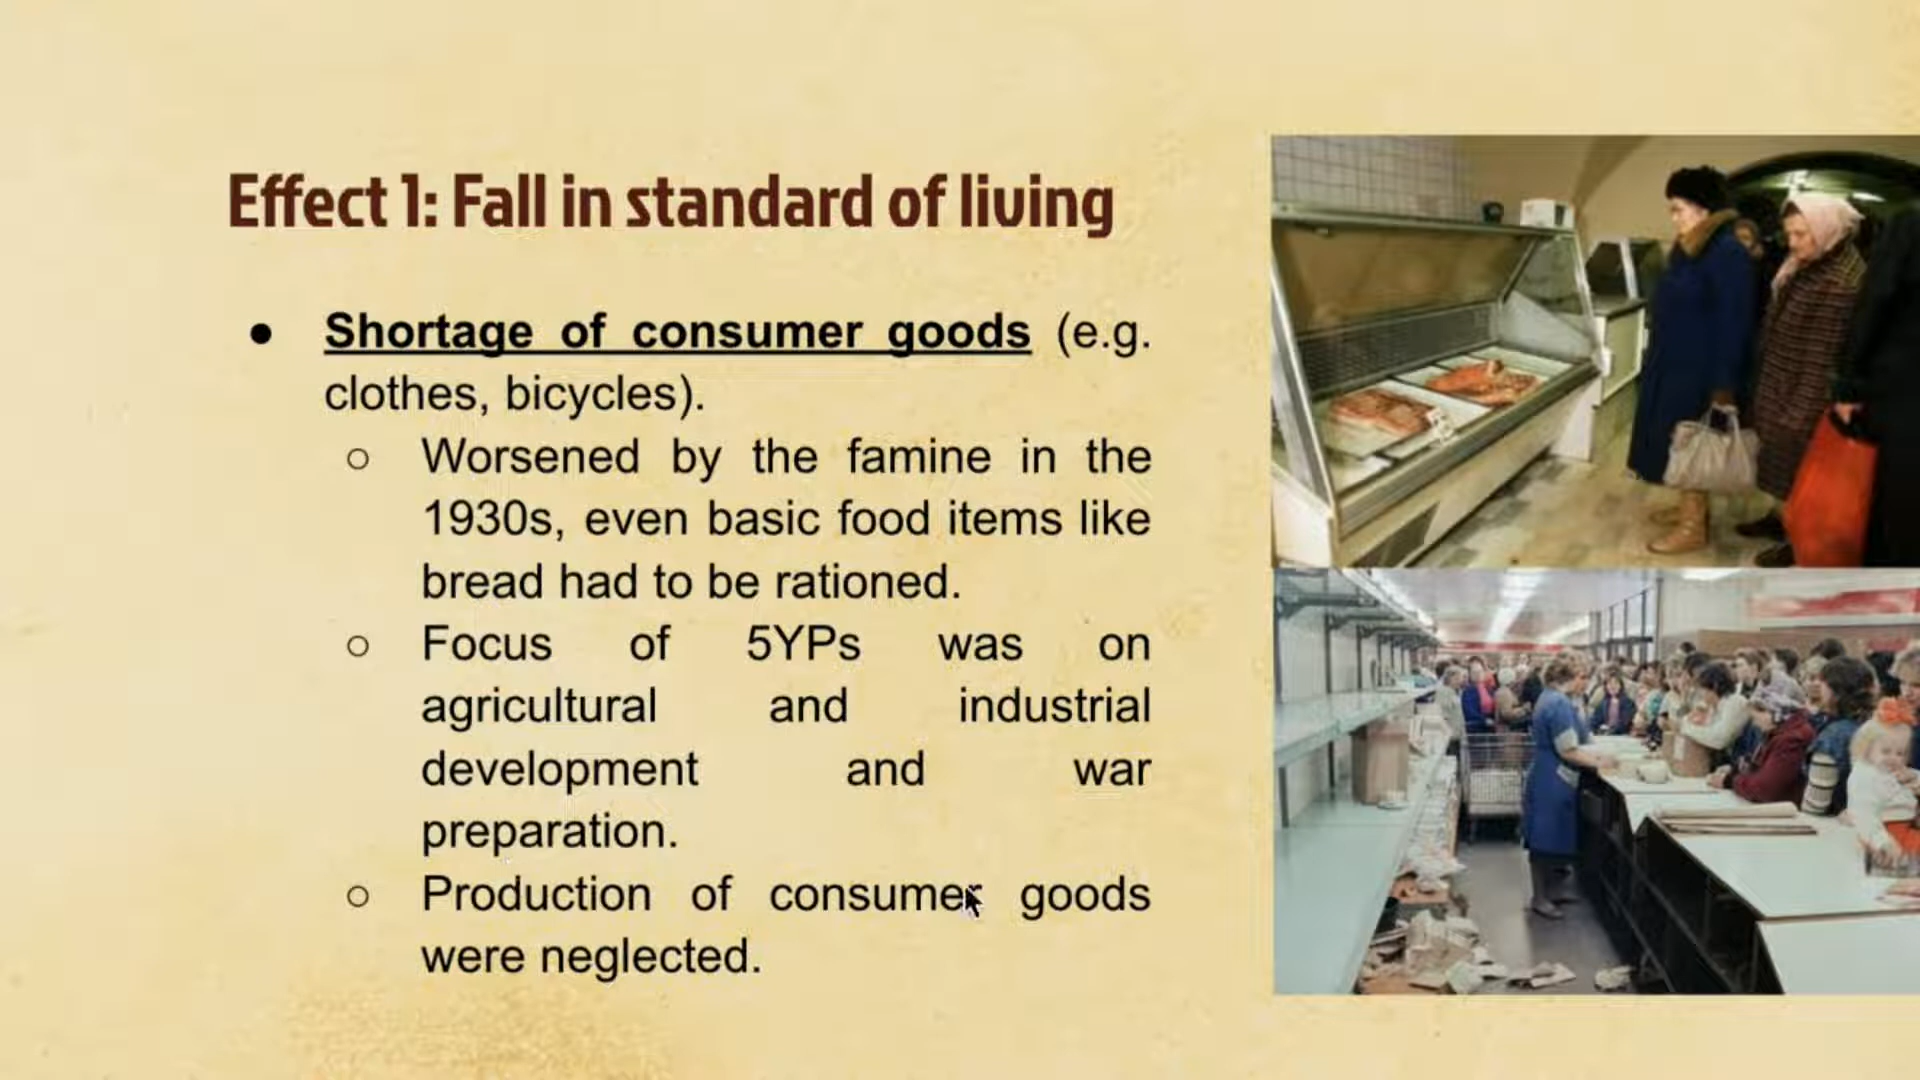 Effect 1: Fall in standard of living
● Shortage of consumer goods (e.g.
clothes, bicycles).
○ Worsened by the famine in the
1930s, even basic food items like
bread had to be rationed.
○ Focus of 5YPs was on
agricultural and industrial
development and war
preparation.
○ Production of consumer goods
were neglected.